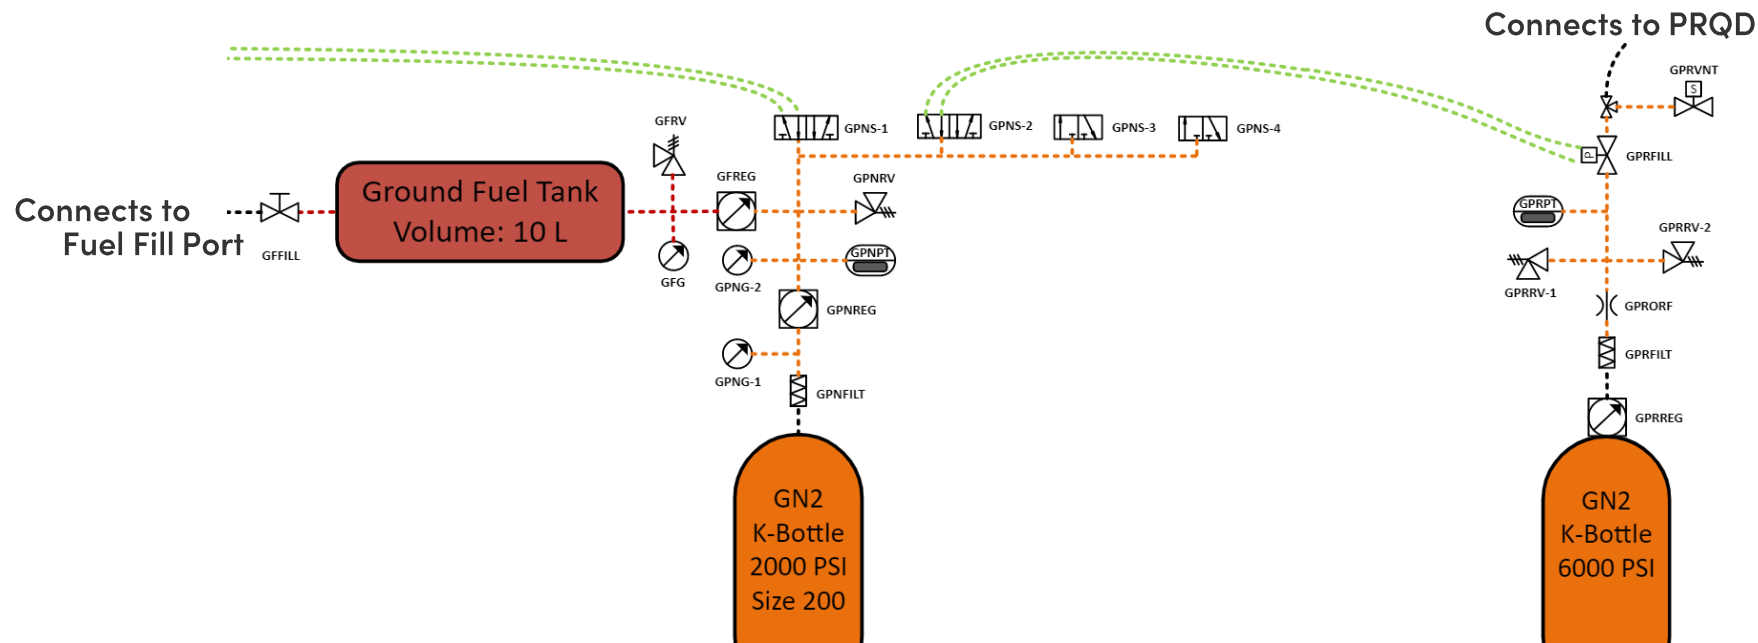 Connects to PRQD
GPRVNT
S
GFRV
GPNS-1
GPNS-2
GPNS-3
GPNS-4
P
GPRFILL
Ground Fuel Tank
Volume: 10 L
GFREG
GPNRV
Connects to
Fuel Fill Port
GFFILL
GFG
GPNG-2
GPNPT
GPRPT
GPRRV-2
GPRRV-1
GPNREG
GPRORF
GPNG-1
GPNFILT
GPRFILT
GPRREG
GN2
K-Bottle
2000 PSI
Size 200
GN2
K-Bottle
6000 PSI